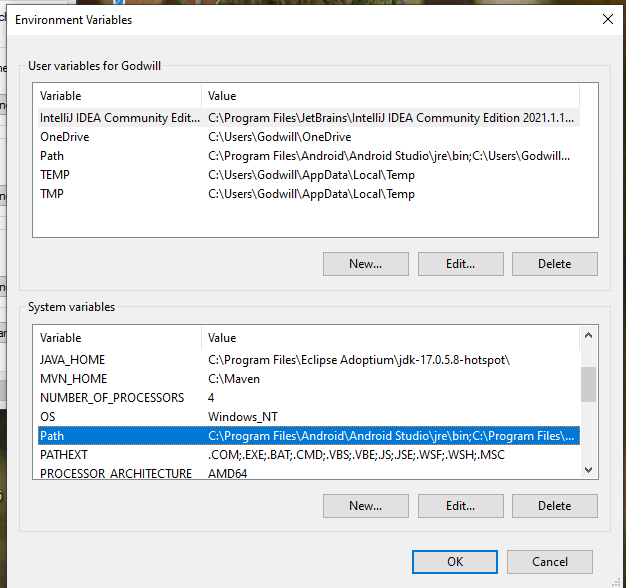 Environment Variables
User variables for Godwill
Variable Value
IntelliJ IDEA Community Edit... C:\Program Files\JetBrains\IntelliJ IDEA Community Edition 2021.1.1...
OneDrive C:\Users\Godwill\OneDrive
Path C:\Program Files\Android\Android Studio\jre\bin;C:\Users\Godwill...
TEMP C:\Users\Godwill\AppData\Local\Temp
TMP C:\Users\Godwill\AppData\Local\Temp
New... Edit... Delete
System variables
Variable Value
JAVA_HOME C:\Program Files\Eclipse Adoptium\jdk-17.0.5.8-hotspot\
MVN_HOME C:\Maven
NUMBER_OF_PROCESSORS 4
OS Windows_NT
Path C:\Program Files\Android\Android Studio\jre\bin;C:\Program Files\...
PATHEXT .COM;.EXE;.BAT;.CMD;.VBS;.VBE;.JS;.JSE;.WSF;.WSH;.MSC
PROCESSOR_ARCHITECTURE AMD64
New... Edit... Delete
OK Cancel